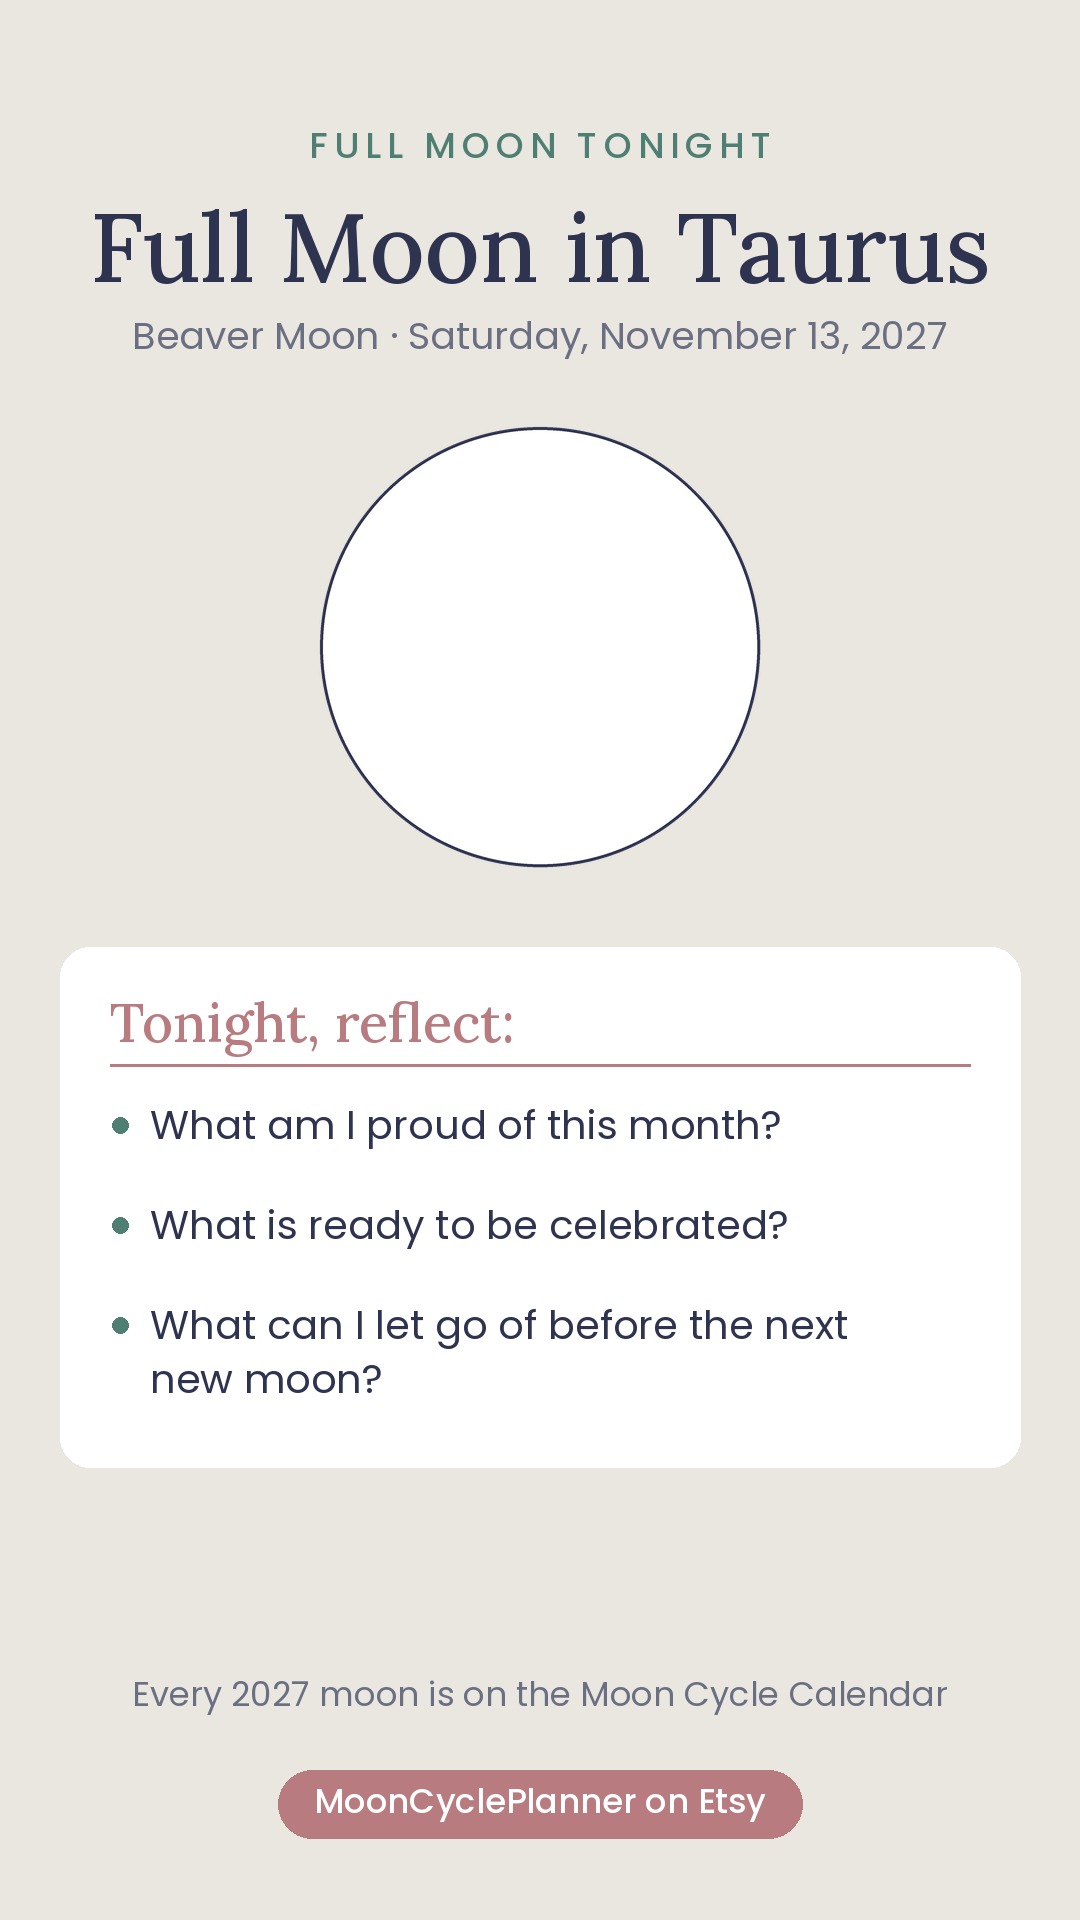 FULL MOON TONIGHT
Full Moon in Taurus
Beaver Moon · Saturday, November 13, 2027
Tonight, reflect:
What am I proud of this month?
What is ready to be celebrated?
What can I let go of before the next
new moon?
Every 2027 moon is on the Moon Cycle Calendar
MoonCyclePlanner on Etsy